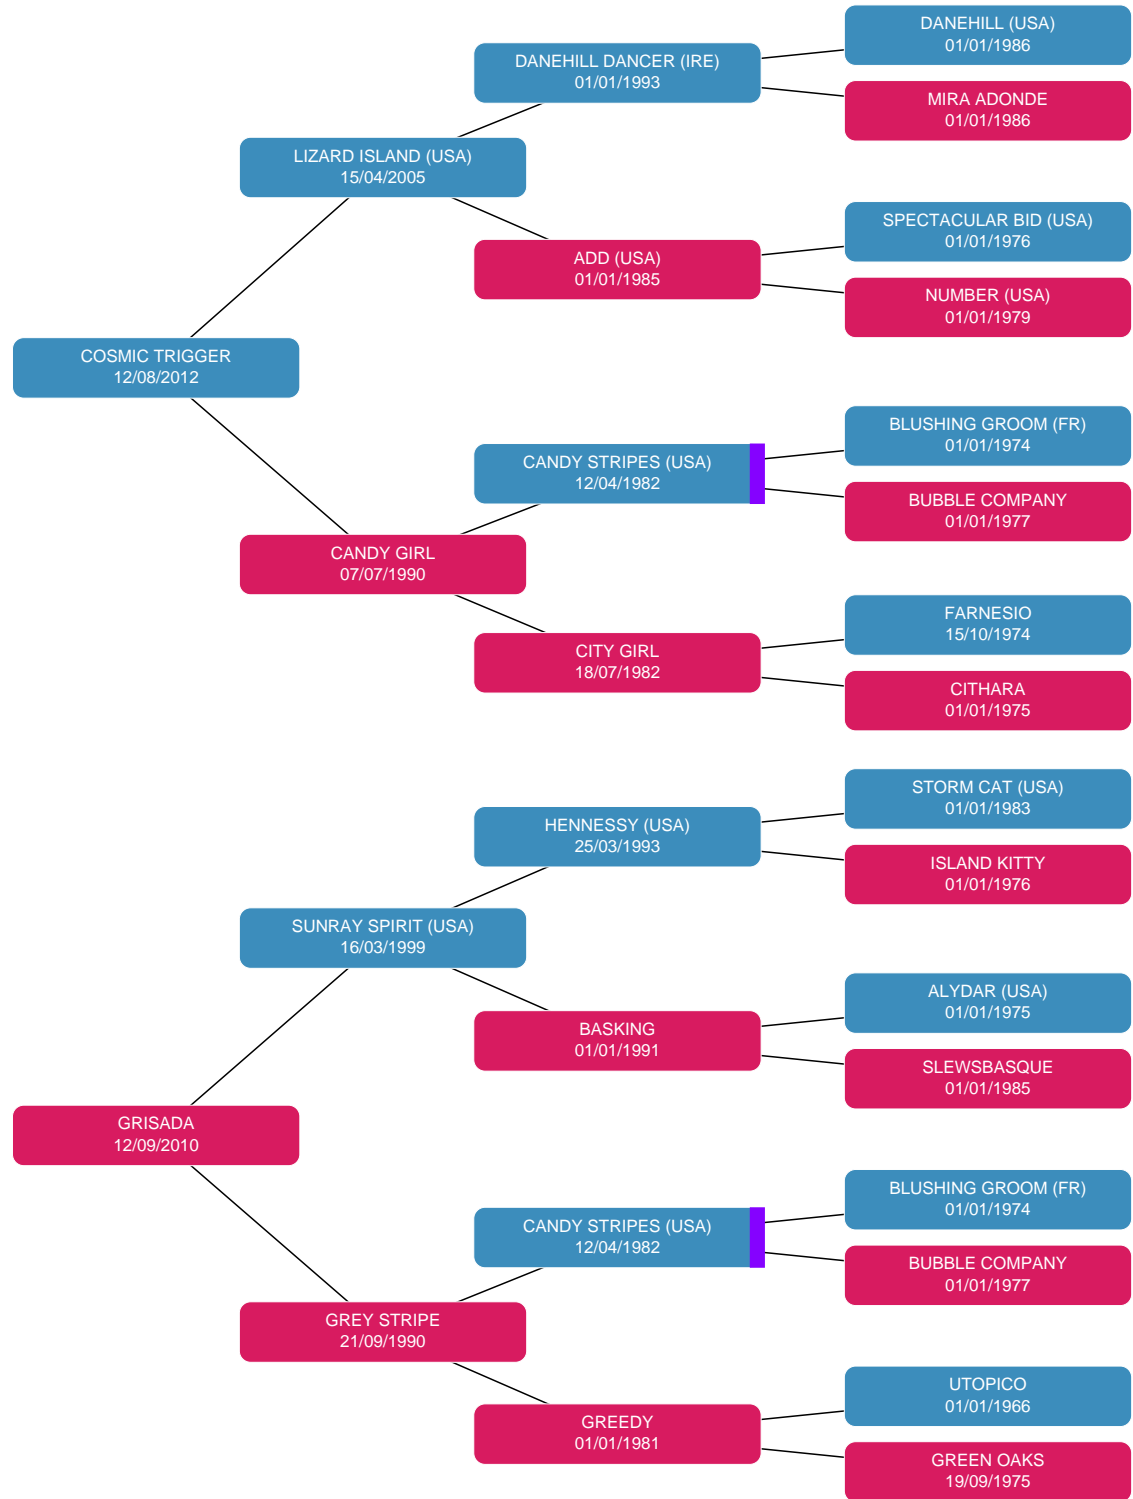 DANEHILL (USA)
01/01/1986
DANEHILL DANCER (IRE)
01/01/1993
MIRA ADONDE
01/01/1986
LIZARD ISLAND (USA)
15/04/2005
SPECTACULAR BID (USA)
01/01/1976
ADD (USA)
01/01/1985
NUMBER (USA)
01/01/1979
COSMIC TRIGGER
12/08/2012
BLUSHING GROOM (FR)
01/01/1974
CANDY STRIPES (USA)
12/04/1982
BUBBLE COMPANY
01/01/1977
CANDY GIRL
07/07/1990
FARNESIO
15/10/1974
CITY GIRL
18/07/1982
CITHARA
01/01/1975
STORM CAT (USA)
01/01/1983
HENNESSY (USA)
25/03/1993
ISLAND KITTY
01/01/1976
SUNRAY SPIRIT (USA)
16/03/1999
ALYDAR (USA)
01/01/1975
BASKING
01/01/1991
SLEWSBASQUE
01/01/1985
GRISADA
12/09/2010
BLUSHING GROOM (FR)
01/01/1974
CANDY STRIPES (USA)
12/04/1982
BUBBLE COMPANY
01/01/1977
GREY STRIPE
21/09/1990
UTOPICO
01/01/1966
GREEDY
01/01/1981
GREEN OAKS
19/09/1975